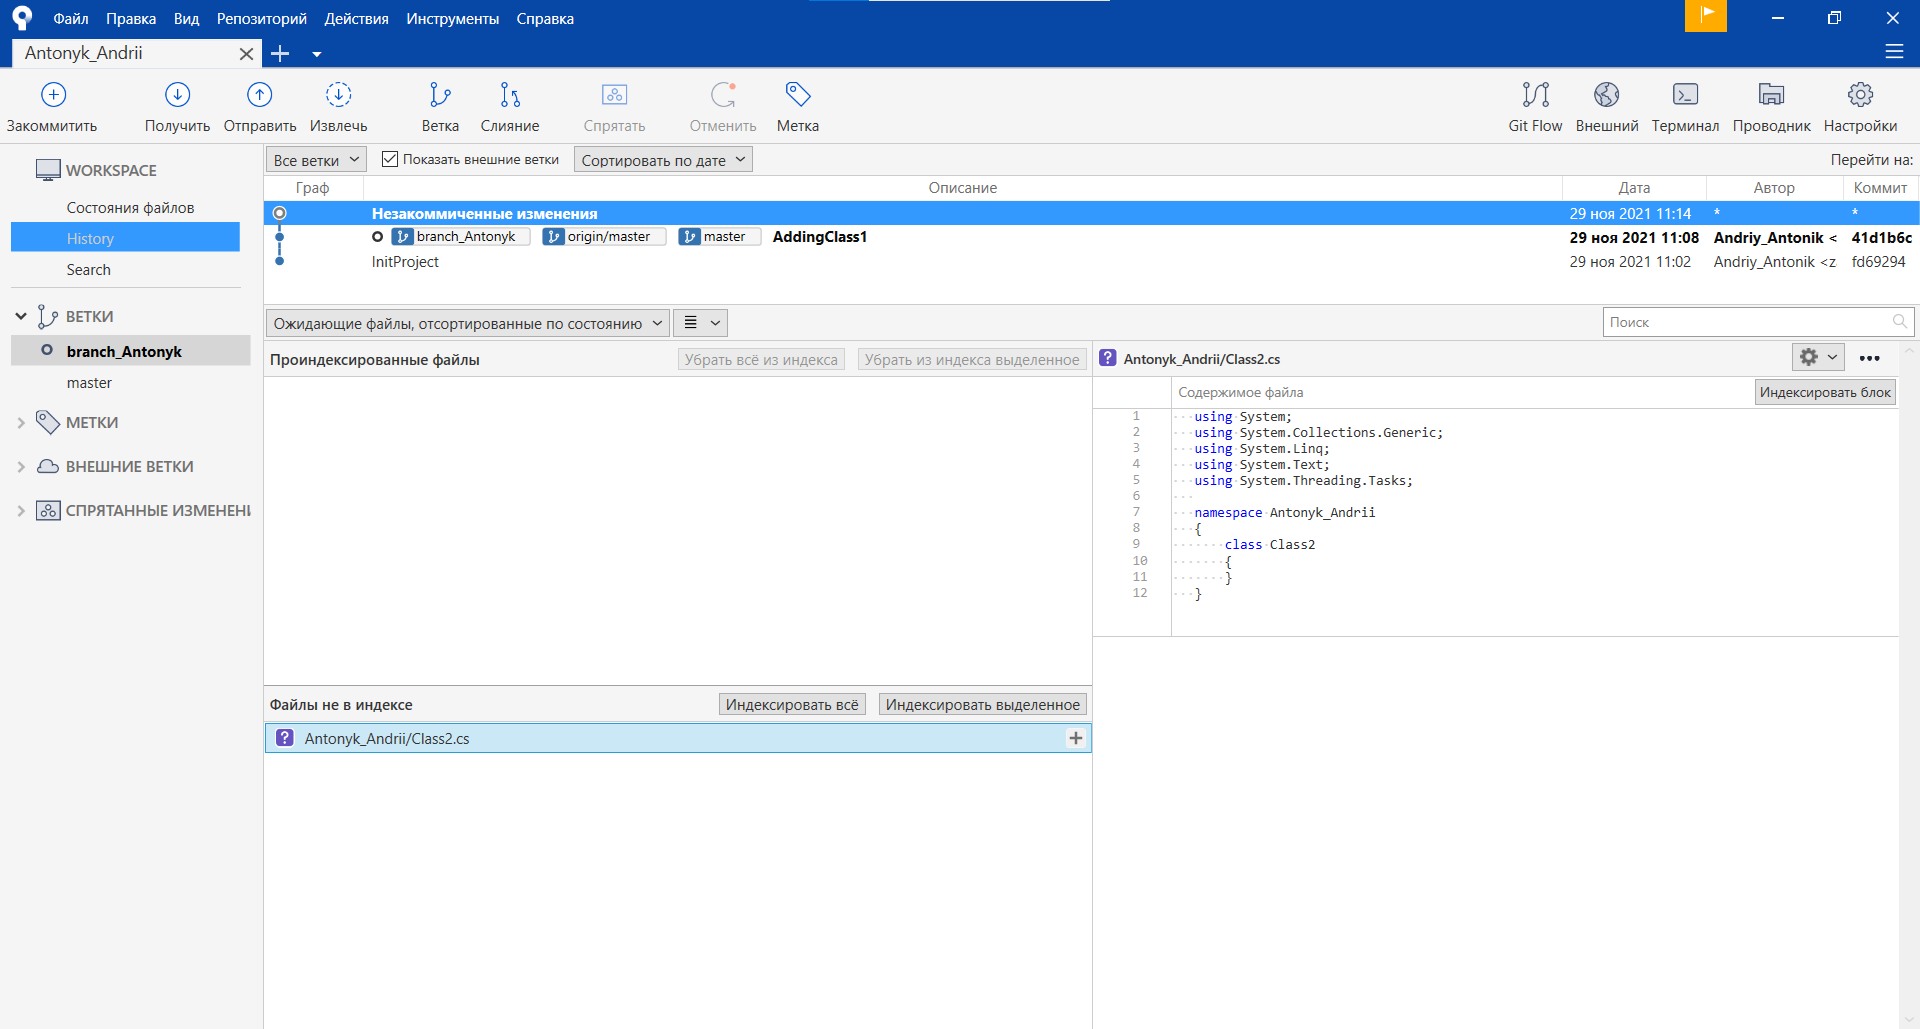 Файл Правка Вид Репозиторий Действия Инструменты Справка
Antonyk_Andrii
Закоммитить Получить Отправить Извлечь Ветка Слияние Спрятать Отменить Метка Git Flow Внешний Терминал Проводник Настройки
WORKSPACE
Состояния файлов
History
Search
ВЕТКИ
branch_Antonyk
master
МЕТКИ
ВНЕШНИЕ ВЕТКИ
СПРЯТАННЫЕ ИЗМЕНЕНИ
Все ветки Показать внешние ветки Сортировать по дате Перейти на:
Граф Описание Дата Автор Коммит
Незакоммиченные изменения 29 ноя 2021 11:14 * *
branch_Antonyk origin/master master AddingClass1 29 ноя 2021 11:08 Andriy_Antonik < 41d1b6c
InitProject 29 ноя 2021 11:02 Andriy_Antonik <z fd69294
Ожидающие файлы, отсортированные по состоянию Поиск
Проиндексированные файлы Убрать всё из индекса Убрать из индекса выделенное
Файлы не в индексе Индексировать всё Индексировать выделенное
? Antonyk_Andrii/Class2.cs +
? Antonyk_Andrii/Class2.cs
Содержимое файла Индексировать блок
1 using System;
2 using System.Collections.Generic;
3 using System.Linq;
4 using System.Text;
5 using System.Threading.Tasks;
6
7 namespace Antonyk_Andrii
8 {
9 class Class2
10 {
11 }
12 }